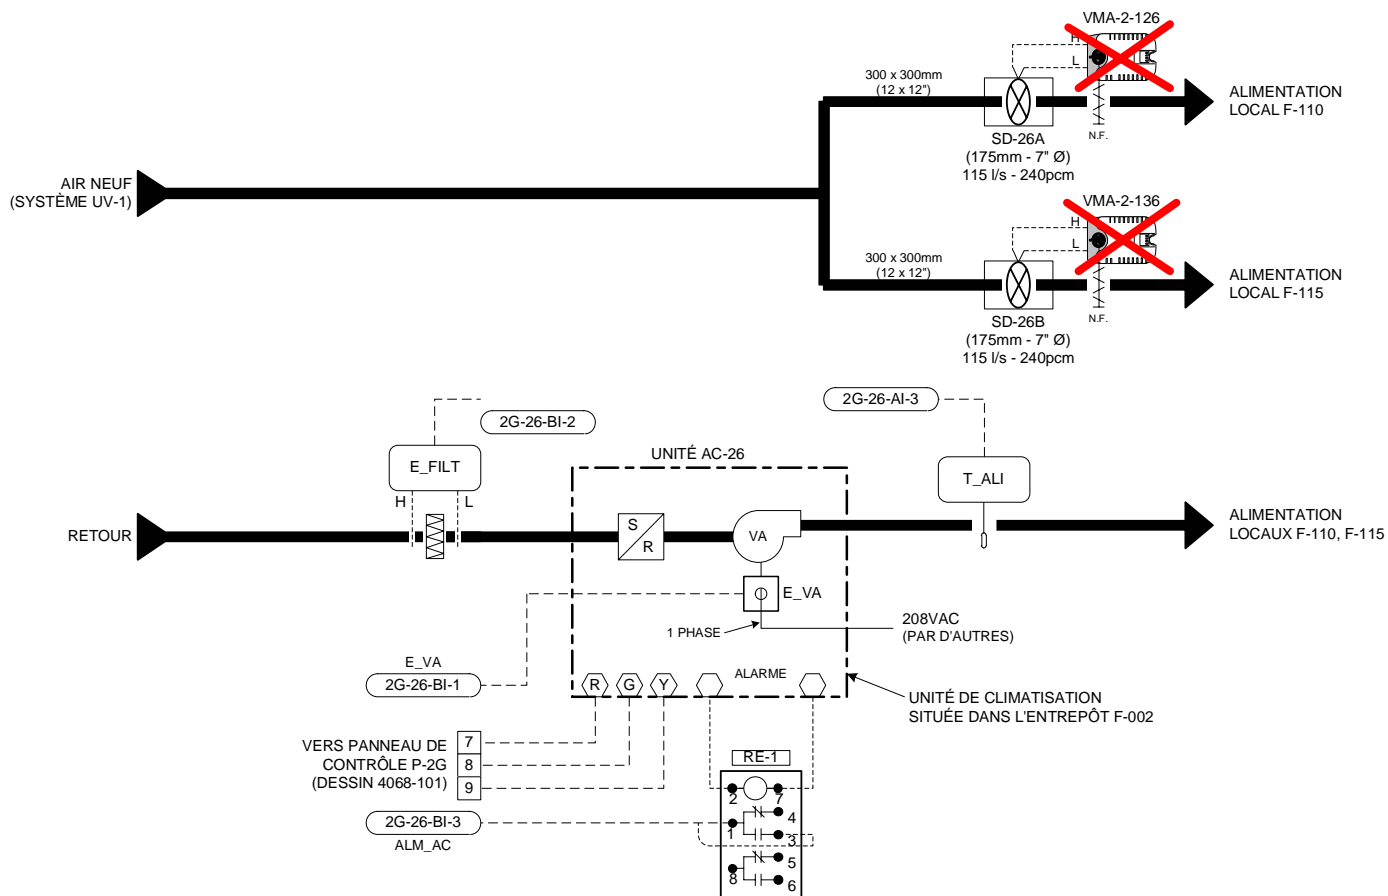 VMA-2-126
H
L
300 x 300mm
(12 x 12")
N.F.
ALIMENTATION
LOCAL F-110
SD-26A
(175mm - 7" Ø)
115 l/s - 240pcm
AIR NEUF
(SYSTÈME UV-1)
VMA-2-136
H
L
300 x 300mm
(12 x 12")
N.F.
ALIMENTATION
LOCAL F-115
SD-26B
(175mm - 7" Ø)
115 l/s - 240pcm
2G-26-BI-2
2G-26-AI-3
E_FILT
H
L
UNITÉ AC-26
T_ALI
RETOUR
S
R
VA
ALIMENTATION
LOCAUX F-110, F-115
E_VA
1 PHASE
208VAC
(PAR D'AUTRES)
E_VA
2G-26-BI-1
R
G
Y
ALARME
UNITÉ DE CLIMATISATION
SITUÉE DANS L'ENTREPÔT F-002
VERS PANNEAU DE
CONTRÔLE P-2G
(DESSIN 4068-101)
7
8
9
RE-1
2
7
4
1
3
5
8
6
2G-26-BI-3
ALM_AC